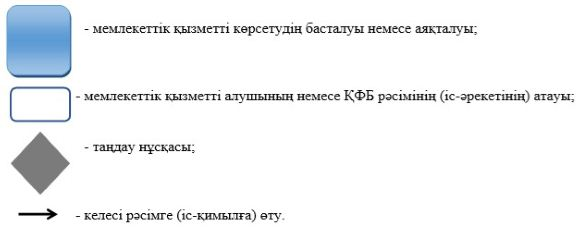 - мемлекеттік қызметті көрсетудің басталуы немесе аяқталуы;
- мемлекеттік қызметті алушының немесе ҚФБ рәсімінің (іс-әрекетінің) атауы;
- таңдау нұсқасы;
- келесі рәсімге (іс-қимылға) өту.